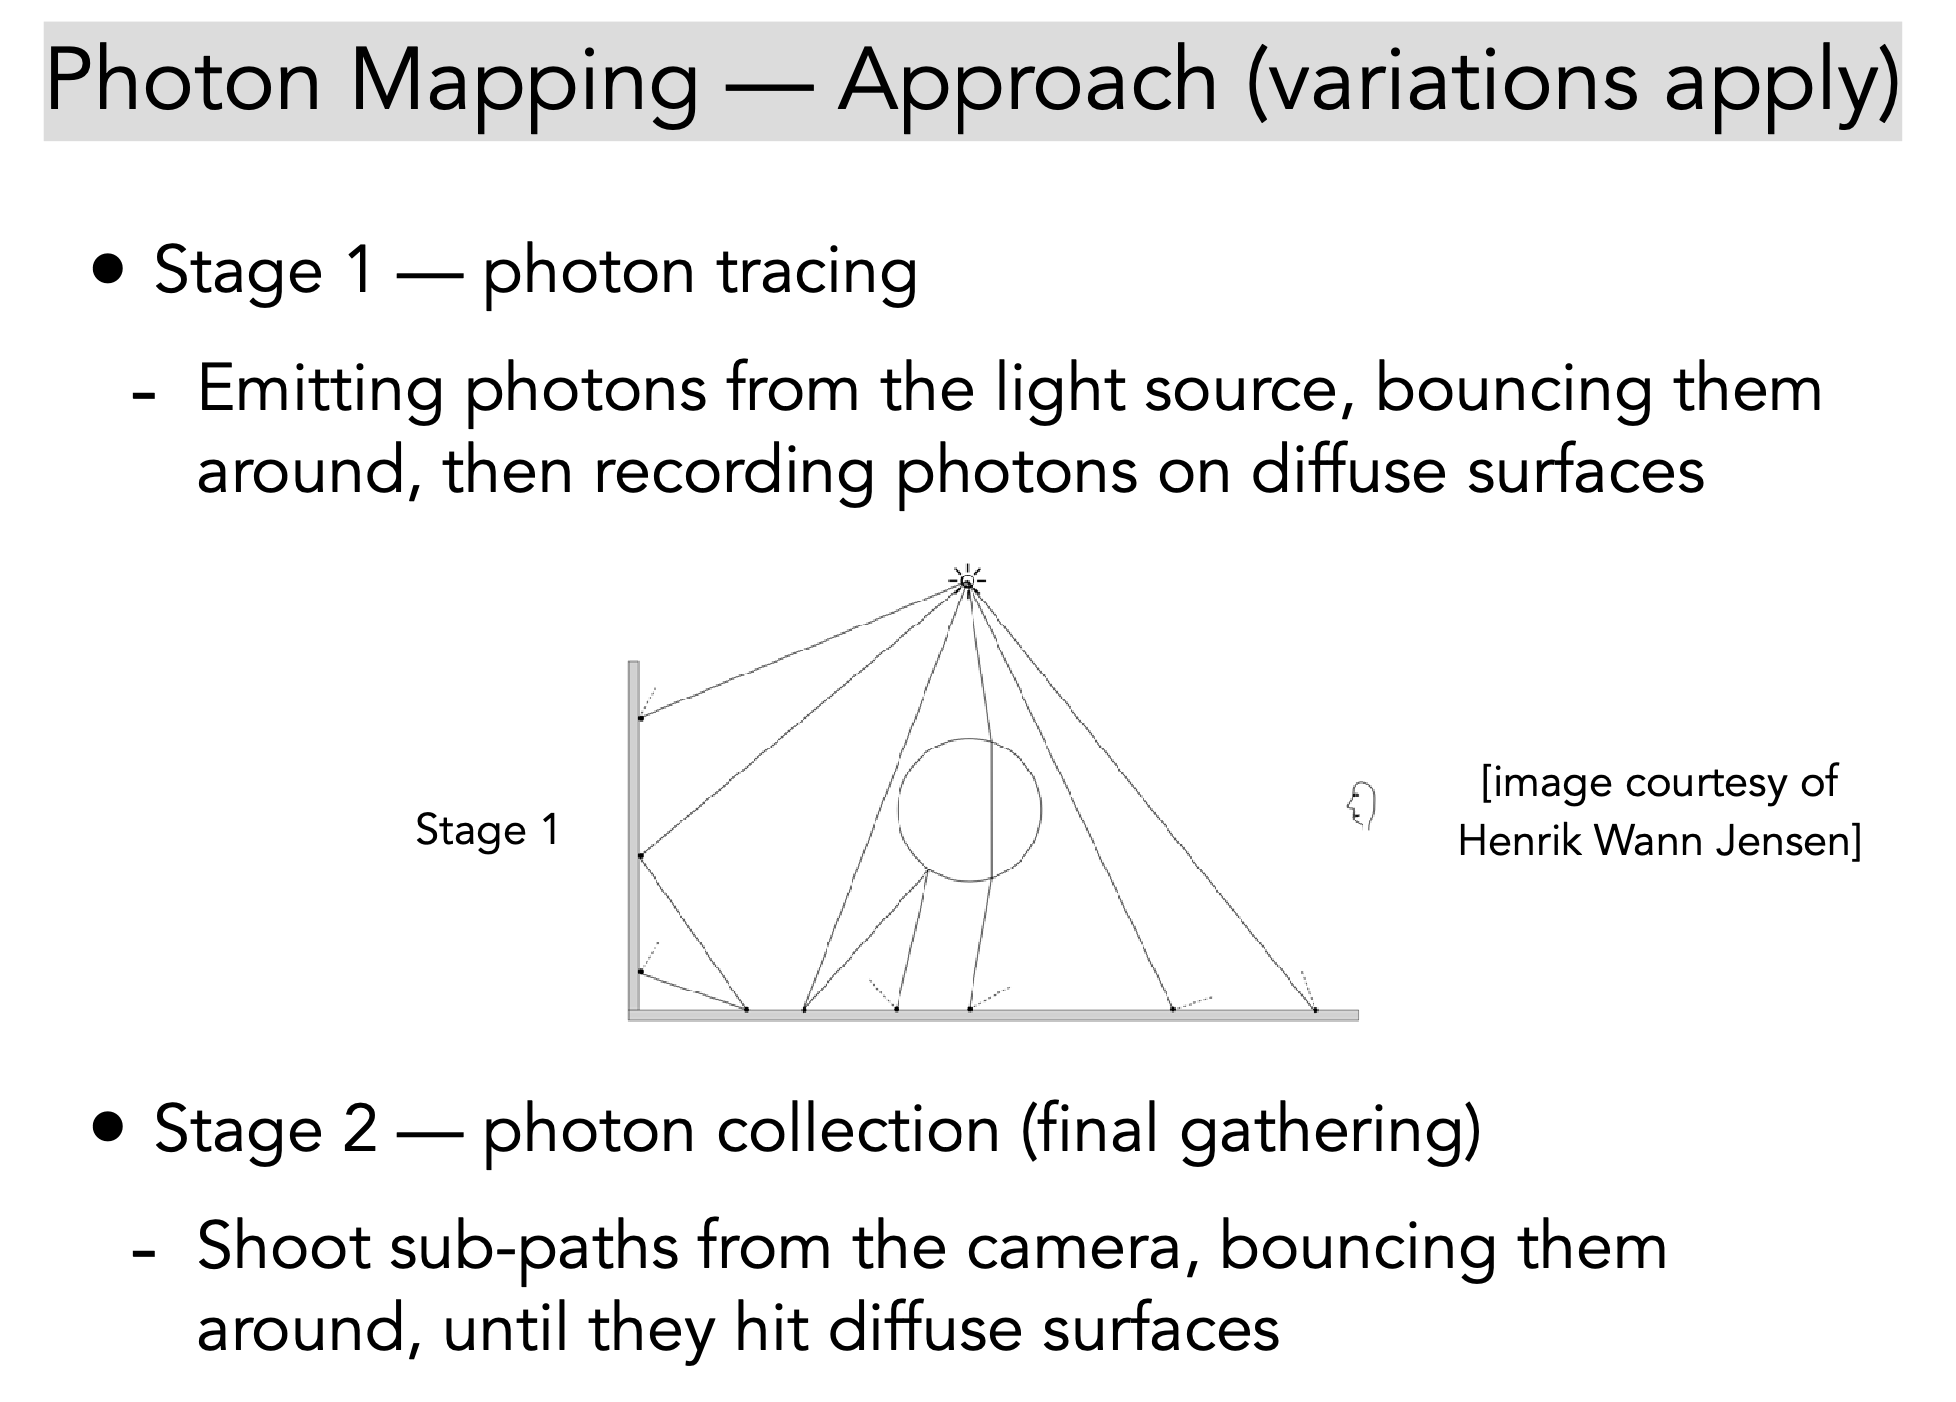 Photon Mapping — Approach (variations apply)
• Stage 1 — photon tracing
- Emitting photons from the light source, bouncing them
around, then recording photons on diffuse surfaces
Stage 1
[image courtesy of
Henrik Wann Jensen]
• Stage 2 — photon collection (final gathering)
- Shoot sub-paths from the camera, bouncing them
around, until they hit diffuse surfaces